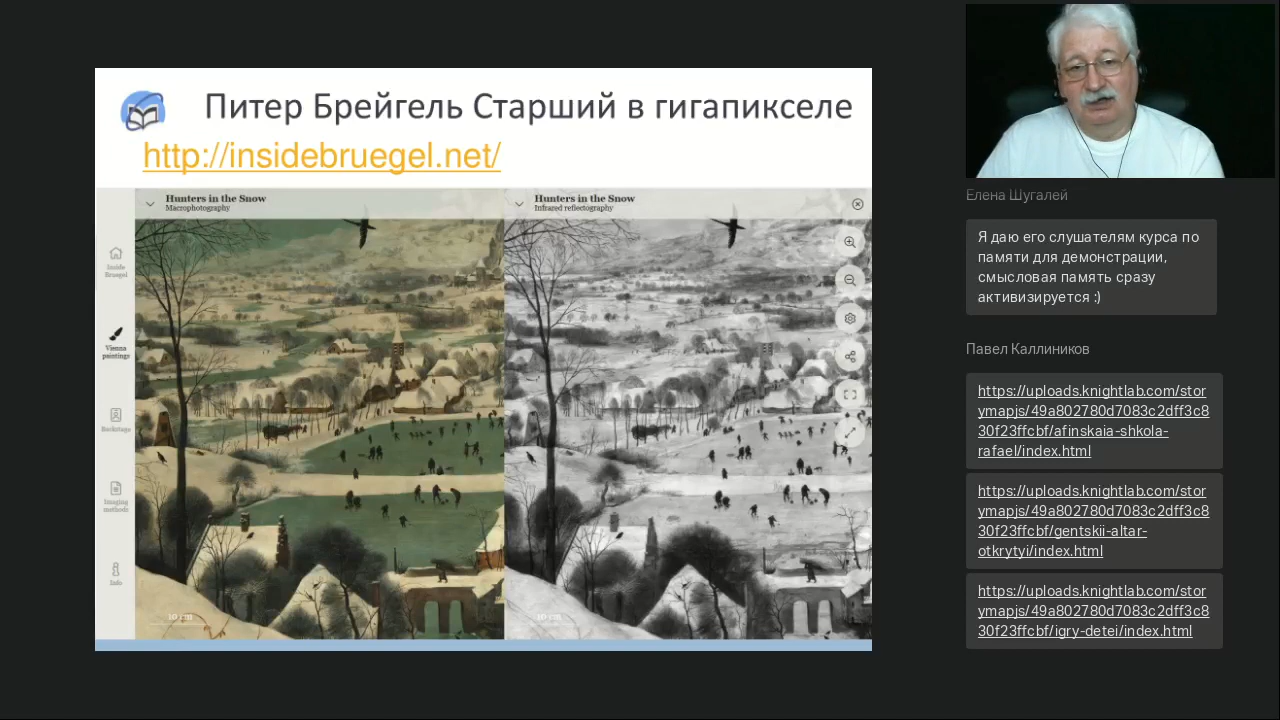 Питер Брейгель Старший в гигапикселе
http://insidebruegel.net/
Hunters in the Snow
Macrophotography
Hunters in the Snow
Infrared reflectography
Inside
Bruegel
Vienna
paintings
Backstage
Imaging
methods
Info
10 cm
10 cm
Елена Шугалей
Я даю его слушателям курса по
памяти для демонстрации,
смысловая память сразу
активизируется :)
Павел Каллиников
https://uploads.knightlab.com/stor
ymapjs/49a802780d7083c2dff3c8
30f23ffcbf/afinskaia-shkola-
rafael/index.html
https://uploads.knightlab.com/stor
ymapjs/49a802780d7083c2dff3c8
30f23ffcbf/gentskii-altar-
otkrytyi/index.html
https://uploads.knightlab.com/stor
ymapjs/49a802780d7083c2dff3c8
30f23ffcbf/igry-detei/index.html